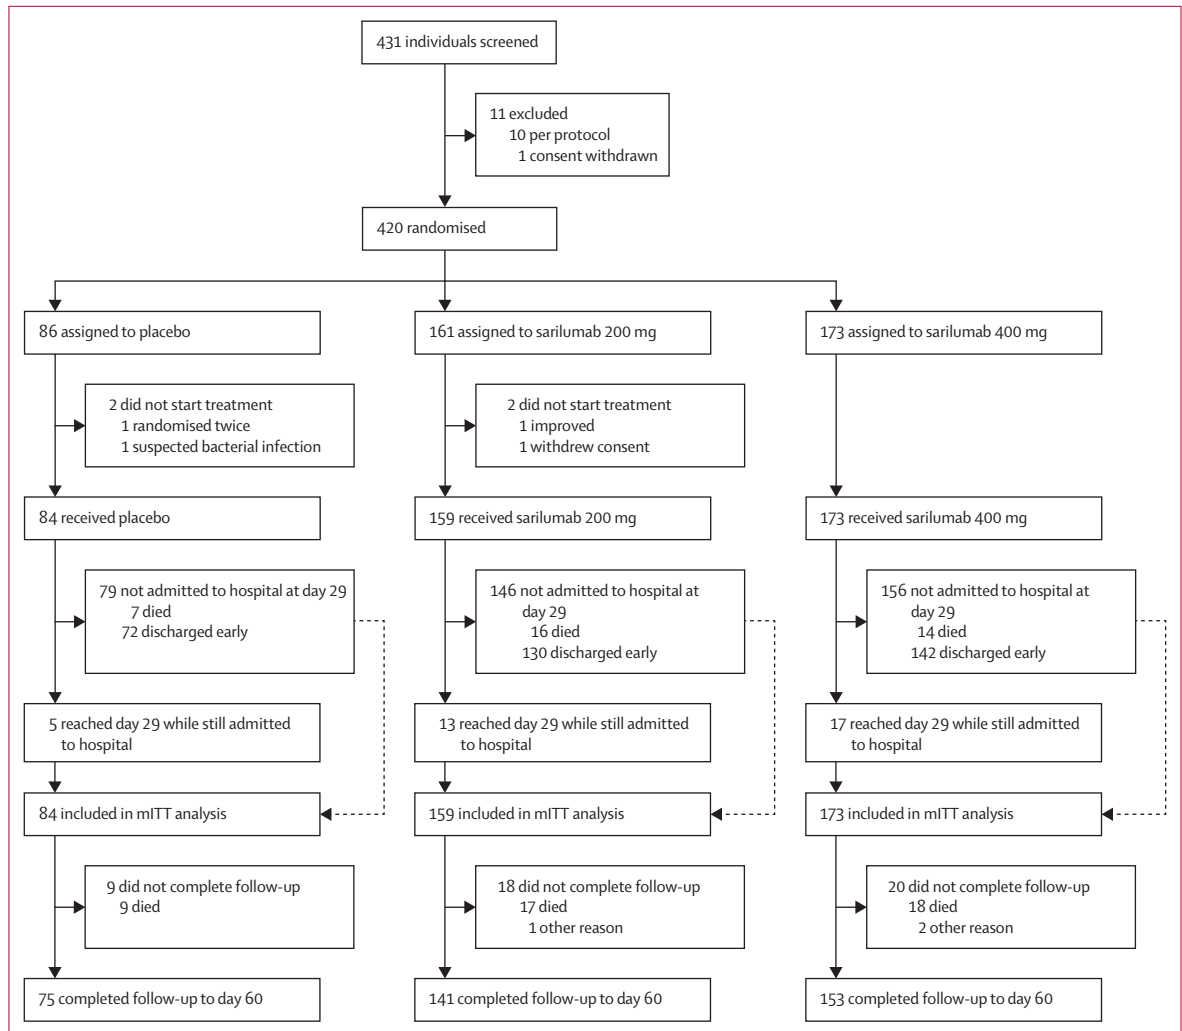 431 individuals screened
11 excluded
10 per protocol
1 consent withdrawn
420 randomised
86 assigned to placebo
161 assigned to sarilumab 200 mg
173 assigned to sarilumab 400 mg
2 did not start treatment
1 randomised twice
1 suspected bacterial infection
2 did not start treatment
1 improved
1 withdrew consent
84 received placebo
159 received sarilumab 200 mg
173 received sarilumab 400 mg
79 not admitted to hospital at day 29
7 died
72 discharged early
146 not admitted to hospital at
day 29
16 died
130 discharged early
156 not admitted to hospital at
day 29
14 died
142 discharged early
5 reached day 29 while still admitted
to hospital
13 reached day 29 while still admitted
to hospital
17 reached day 29 while still admitted
to hospital
84 included in mITT analysis
159 included in mITT analysis
173 included in mITT analysis
9 did not complete follow-up
9 died
18 did not complete follow-up
17 died
1 other reason
20 did not complete follow-up
18 died
2 other reason
75 completed follow-up to day 60
141 completed follow-up to day 60
153 completed follow-up to day 60